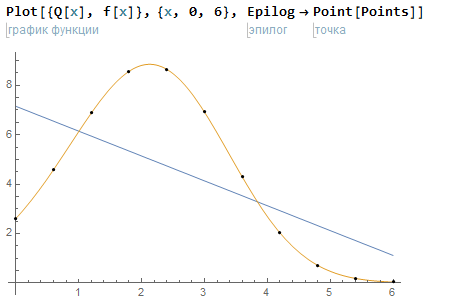 Plot[{Q[x], f[x]}, {x, 0, 6}, Epilog → Point[Points]]
график функции эпилог точка
8
6
4
2
1 2 3 4 5 6